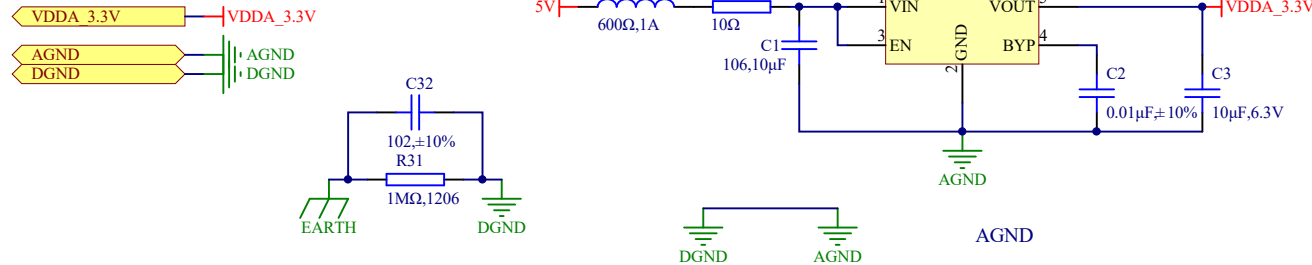 VDDA_3.3V VDDA_3.3V
AGND AGND
DGND DGND
5V 600Ω,1A 10Ω VIN VOUT VDDA_3.3V
3 EN GND BYP 4
2
C1
106,10μF
C2
0.01μF,±10%
C3
10μF,6.3V
AGND
C32
102,±10%
R31
1MΩ,1206
EARTH DGND
DGND AGND
AGND